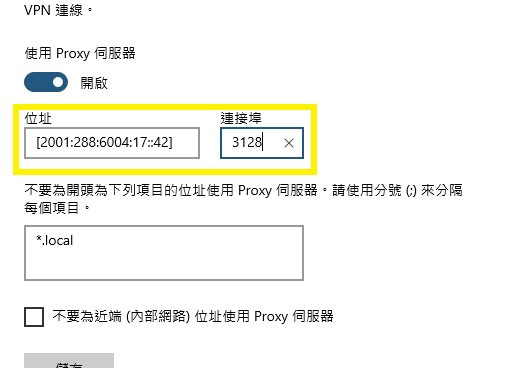 VPN 連線。
使用 Proxy 伺服器
開啟
位址 連接埠
[2001:288:6004:17::42] 3128
不要為開頭為下列項目的位址使用 Proxy 伺服器。請使用分號 (;) 來分隔
每個項目。
*.local
不要為近端 (內部網路) 位址使用 Proxy 伺服器
儲存